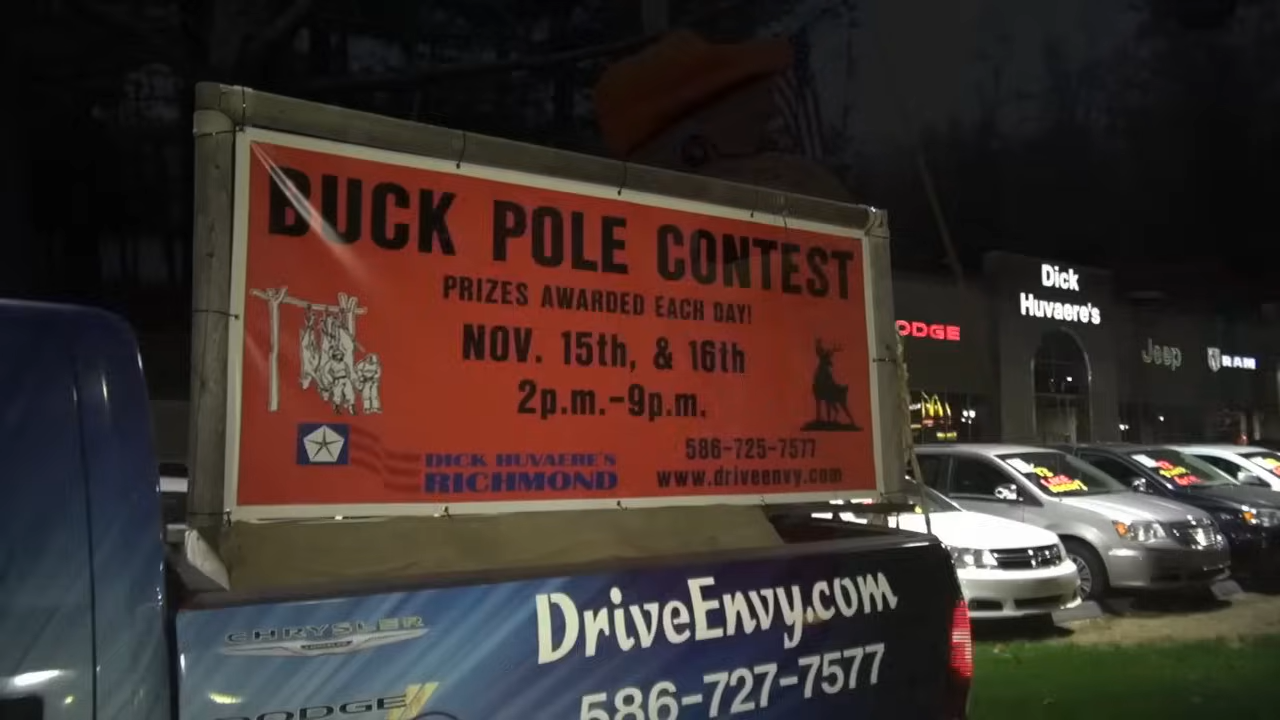 BUCK POLE CONTEST
PRIZES AWARDED EACH DAY!
NOV. 15th, & 16th
2p.m.-9p.m.
586-725-7577
DICK HUVAERE'S
RICHMOND
www.driveenvy.com
Dick
Huvaere's
ODGE
Jeep
RAM
DriveEnvy.com
CHRYSLER
586-727-7577
DODGE